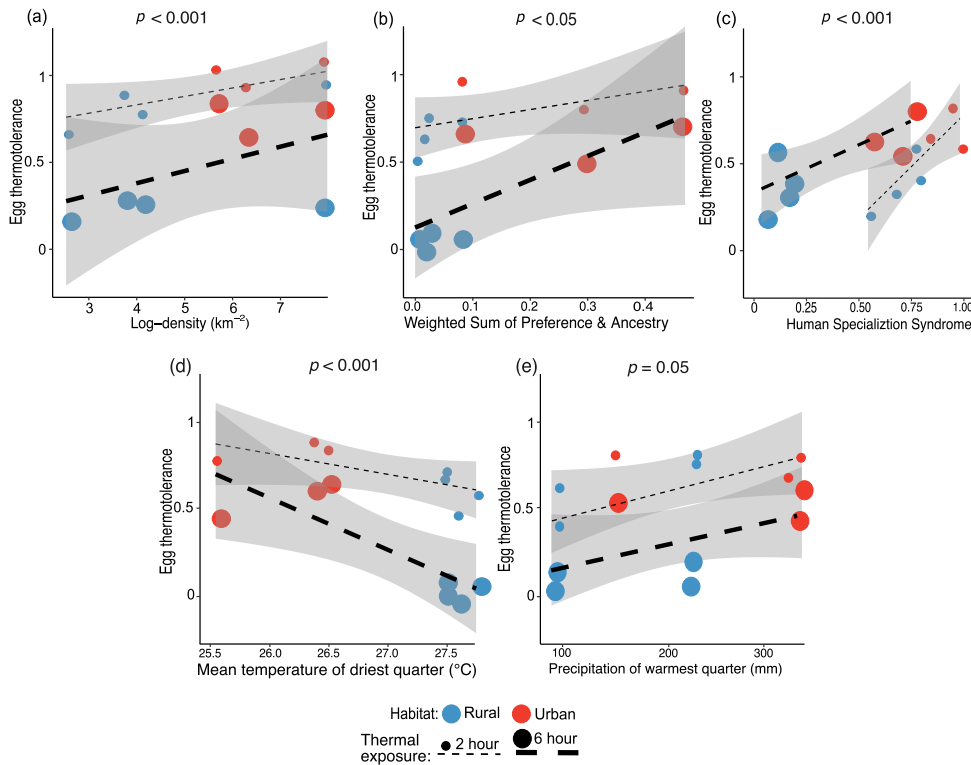 (a) p < 0.001
(b) p < 0.05
(c) p < 0.001
Egg thermotolerance
1
0.5
0
3 4 5 6 7
Log–density (km⁻²)
Egg thermotolerance
1
0.5
0
0.0 0.1 0.2 0.3 0.4
Weighted Sum of Preference & Ancestry
Egg thermotolerance
1
0.5
0
0 0.25 0.50 0.75 1.00
Human Specializtion Syndrome
(d) p < 0.001
(e) p = 0.05
Egg thermotolerance
1
0.5
0
25.5 26.0 26.5 27.0 27.5
Mean temperature of driest quarter (°C)
Egg thermotolerance
1
0.5
0
100 200 300
Precipitation of warmest quarter (mm)
Habitat: Rural Urban
Thermal
exposure: 2 hour 6 hour